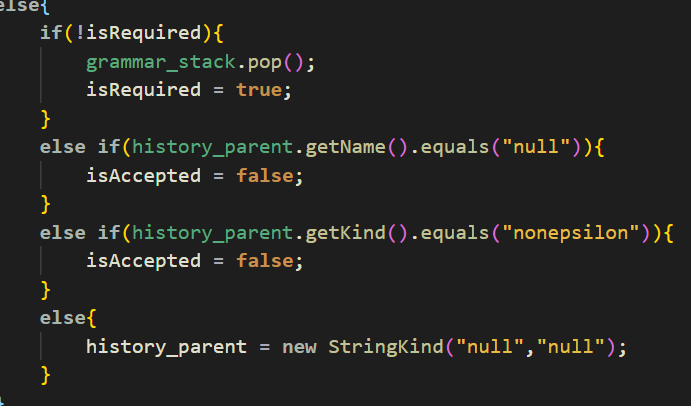 else{
if(!isRequired){
grammar_stack.pop();
isRequired = true;
}
else if(history_parent.getName().equals("null")){
isAccepted = false;
}
else if(history_parent.getKind().equals("nonepsilon")){
isAccepted = false;
}
else{
history_parent = new StringKind("null","null");
}
}